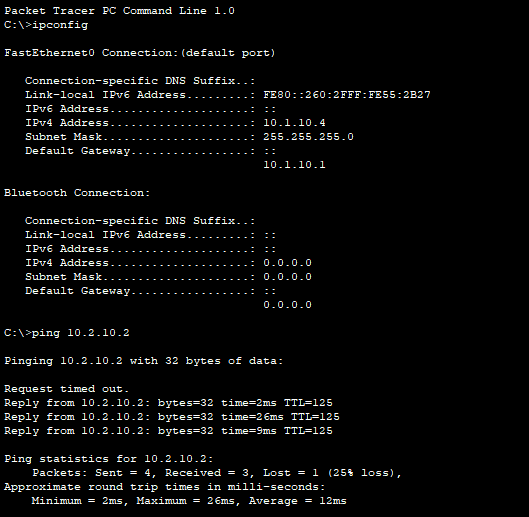 Packet Tracer PC Command Line 1.0
C:\>ipconfig
FastEthernet0 Connection:(default port)
Connection-specific DNS Suffix..:
Link-local IPv6 Address.........: FE80::260:2FFF:FE55:2B27
IPv6 Address....................: ::
IPv4 Address....................: 10.1.10.4
Subnet Mask.....................: 255.255.255.0
Default Gateway.................: ::
10.1.10.1
Bluetooth Connection:
Connection-specific DNS Suffix..:
Link-local IPv6 Address.........: ::
IPv6 Address....................: ::
IPv4 Address....................: 0.0.0.0
Subnet Mask.....................: 0.0.0.0
Default Gateway.................: ::
0.0.0.0
C:\>ping 10.2.10.2
Pinging 10.2.10.2 with 32 bytes of data:
Request timed out.
Reply from 10.2.10.2: bytes=32 time=2ms TTL=125
Reply from 10.2.10.2: bytes=32 time=26ms TTL=125
Reply from 10.2.10.2: bytes=32 time=9ms TTL=125
Ping statistics for 10.2.10.2:
Packets: Sent = 4, Received = 3, Lost = 1 (25% loss),
Approximate round trip times in milli-seconds:
Minimum = 2ms, Maximum = 26ms, Average = 12ms